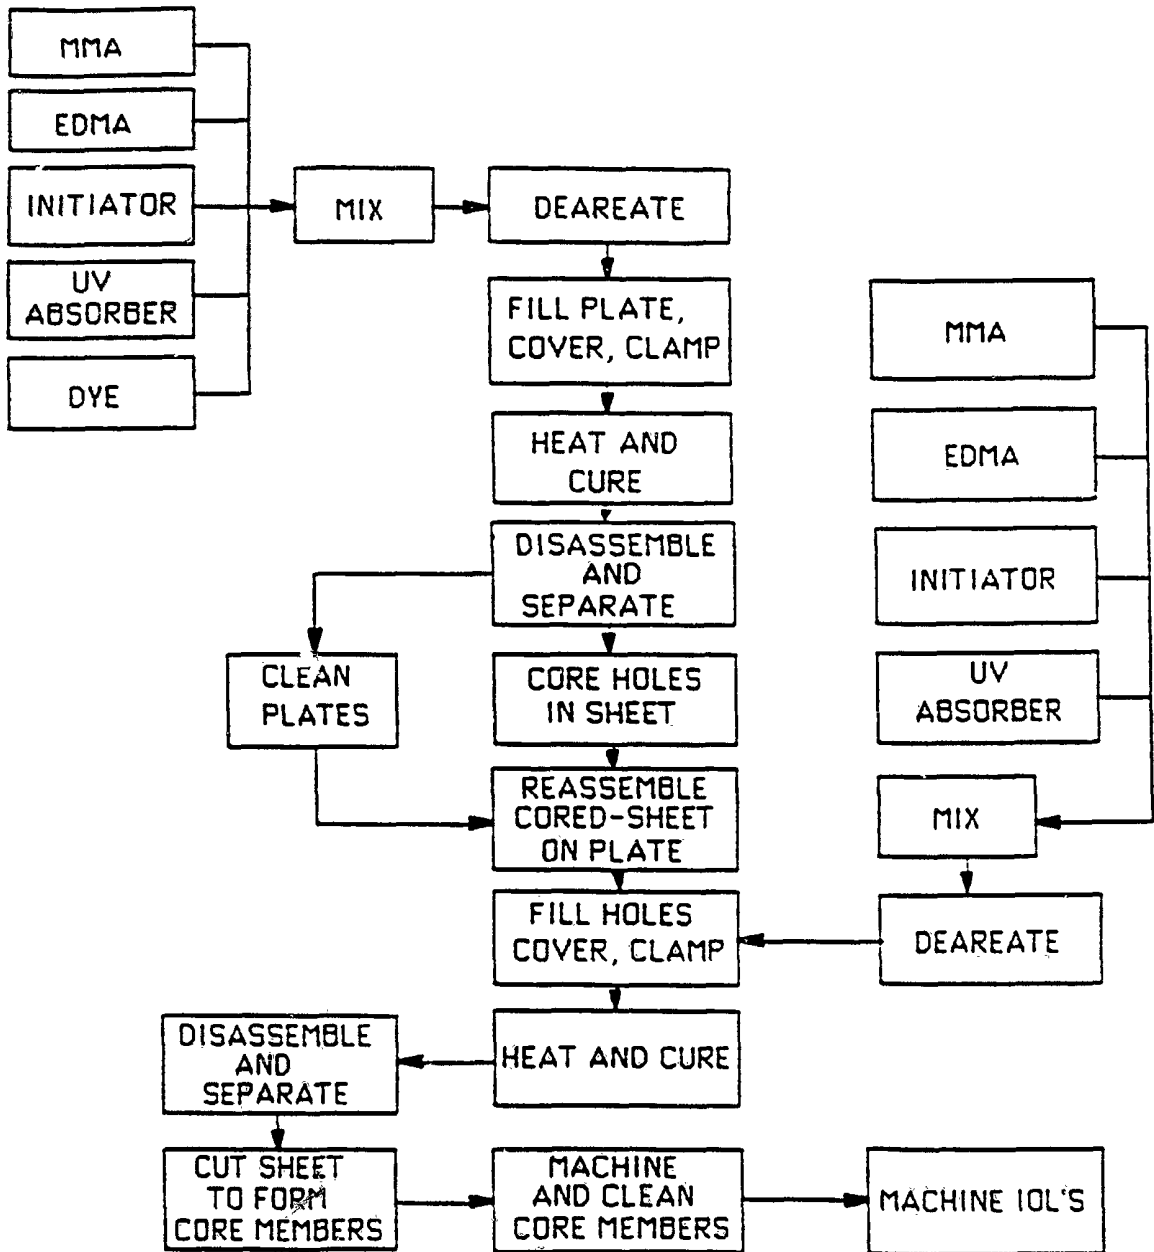 MMA
EDMA
INITIATOR
UV
ABSORBER
DYE
MIX
DEAREATE
FILL PLATE,
COVER, CLAMP
HEAT AND
CURE
DISASSEMBLE
AND
SEPARATE
CLEAN
PLATES
CORE HOLES
IN SHEET
REASSEMBLE
CORED-SHEET
ON PLATE
MMA
EDMA
INITIATOR
UV
ABSORBER
MIX
DEAREATE
FILL HOLES
COVER, CLAMP
HEAT AND CURE
DISASSEMBLE
AND
SEPARATE
CUT SHEET
TO FORM
CORE MEMBERS
MACHINE
AND CLEAN
CORE MEMBERS
MACHINE IOL'S